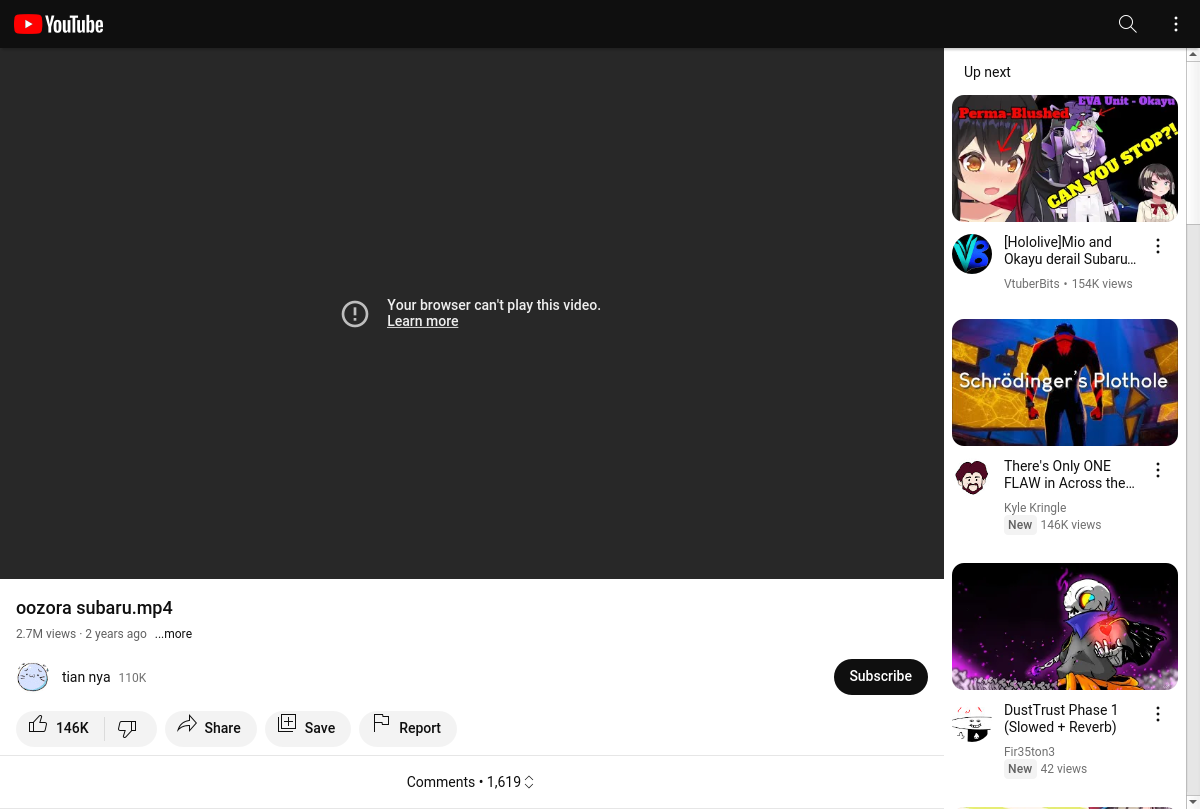 YouTube
Your browser can't play this video.
Learn more
oozora subaru.mp4
2.7M views · 2 years ago ...more
tian nya 110K
Subscribe
146K
Share
Save
Report
Comments • 1,619
Up next
EVA Unit - Okayu
Perma-Blushed
CAN YOU STOP?!
[Hololive]Mio and
Okayu derail Subaru...
VtuberBits • 154K views
Schrödinger's Plothole
There's Only ONE
FLAW in Across the...
Kyle Kringle
New 146K views
DustTrust Phase 1
(Slowed + Reverb)
Fir35ton3
New 42 views